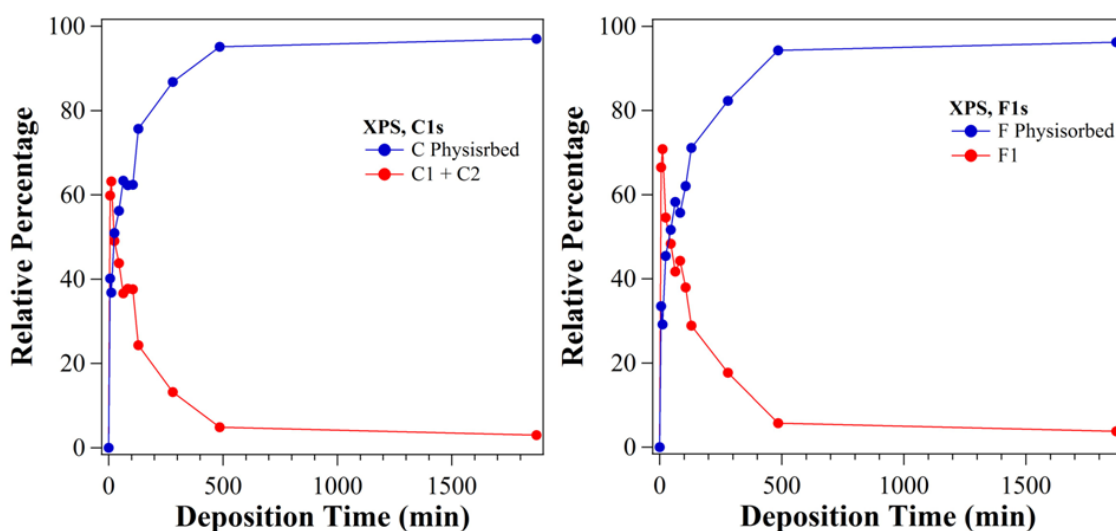 100
80
60
40
20
0
Relative Percentage
XPS, C1s
C Physisrbed
C1 + C2
0
500
1000
1500
Deposition Time (min)
100
80
60
40
20
0
Relative Percentage
XPS, F1s
F Physisorbed
F1
0
500
1000
1500
Deposition Time (min)